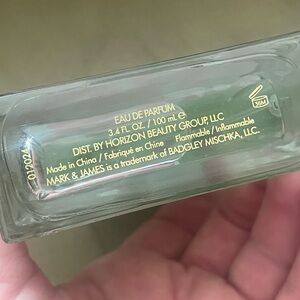 EAU DE PARFUM
3.4 FL. OZ. / 100 ml ℮
DIST. BY HORIZON BEAUTY GROUP, LLC
Flammable / Inflammable
Made in China / Fabriqué en Chine
MARK & JAMES is a trademark of BADGLEY MISCHKA, LLC.
36M